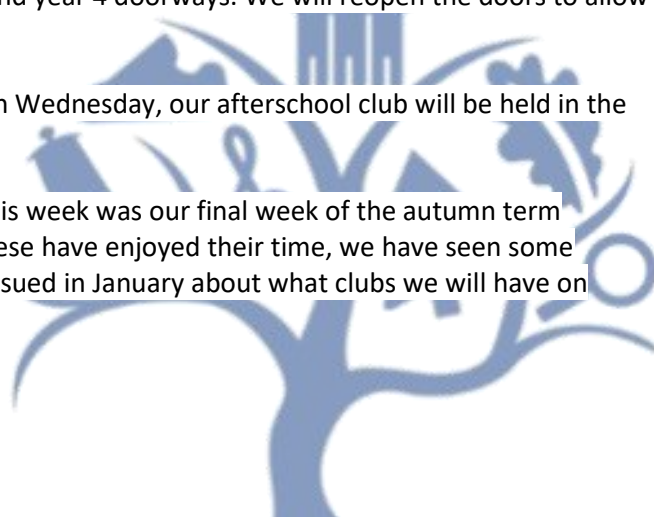 nd year 4 doorways. We will reopen the doors to allow
n Wednesday, our afterschool club will be held in the
is week was our final week of the autumn term
ese have enjoyed their time, we have seen some
sued in January about what clubs we will have on